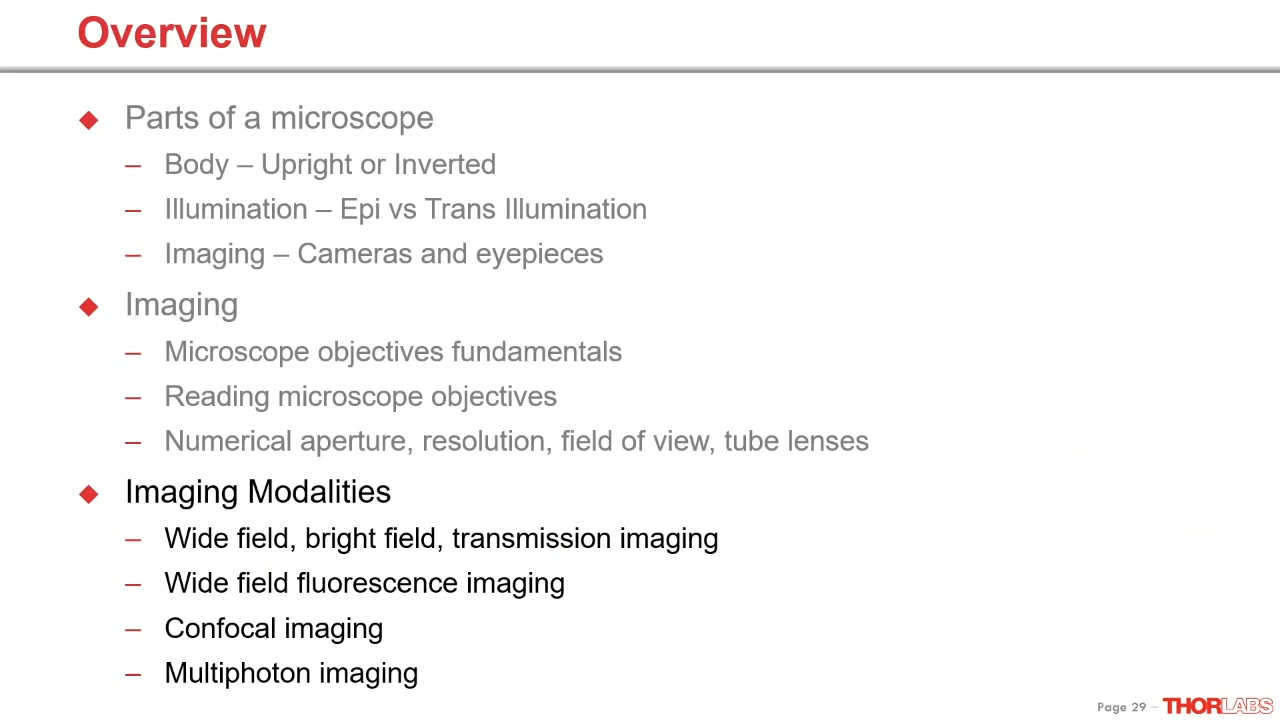 Overview
◆ Parts of a microscope
– Body – Upright or Inverted
– Illumination – Epi vs Trans Illumination
– Imaging – Cameras and eyepieces
◆ Imaging
– Microscope objectives fundamentals
– Reading microscope objectives
– Numerical aperture, resolution, field of view, tube lenses
◆ Imaging Modalities
– Wide field, bright field, transmission imaging
– Wide field fluorescence imaging
– Confocal imaging
– Multiphoton imaging
Page 29 – THORLABS